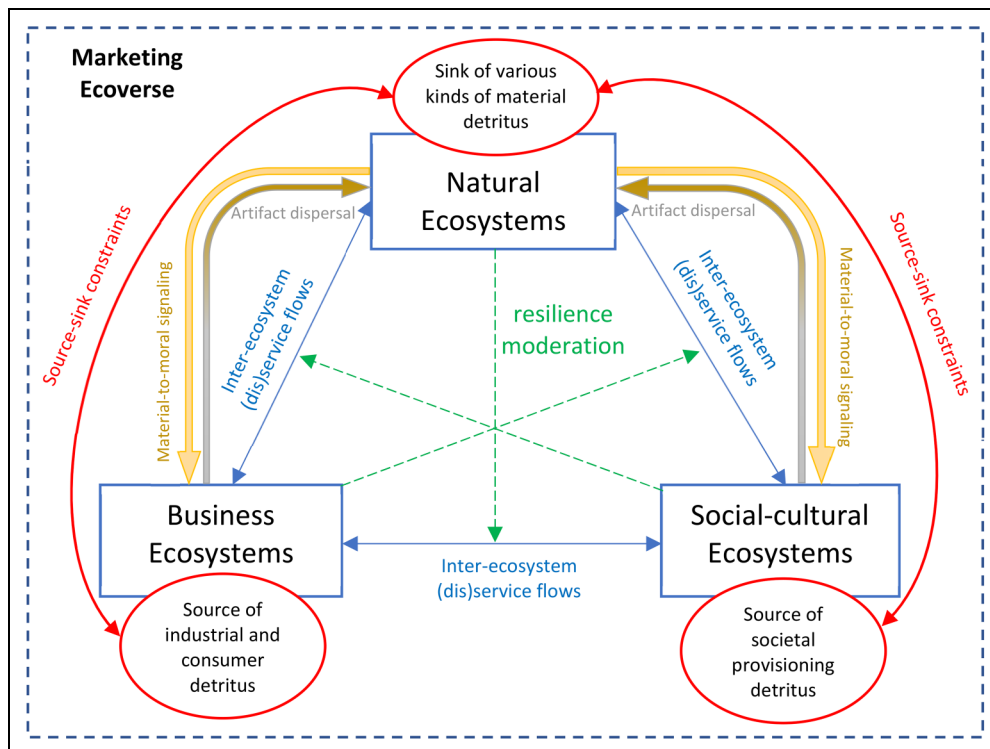 Marketing
Ecoverse
Sink of various
kinds of material
detritus
Natural
Ecosystems
Artifact dispersal
Artifact dispersal
Source-sink constraints
Source-sink constraints
Material-to-moral signaling
Material-to-moral signaling
Inter-ecosystem
(dis)service flows
Inter-ecosystem
(dis)service flows
resilience
moderation
Business
Ecosystems
Social-cultural
Ecosystems
Inter-ecosystem
(dis)service flows
Source of
industrial and
consumer
detritus
Source of
societal
provisioning
detritus